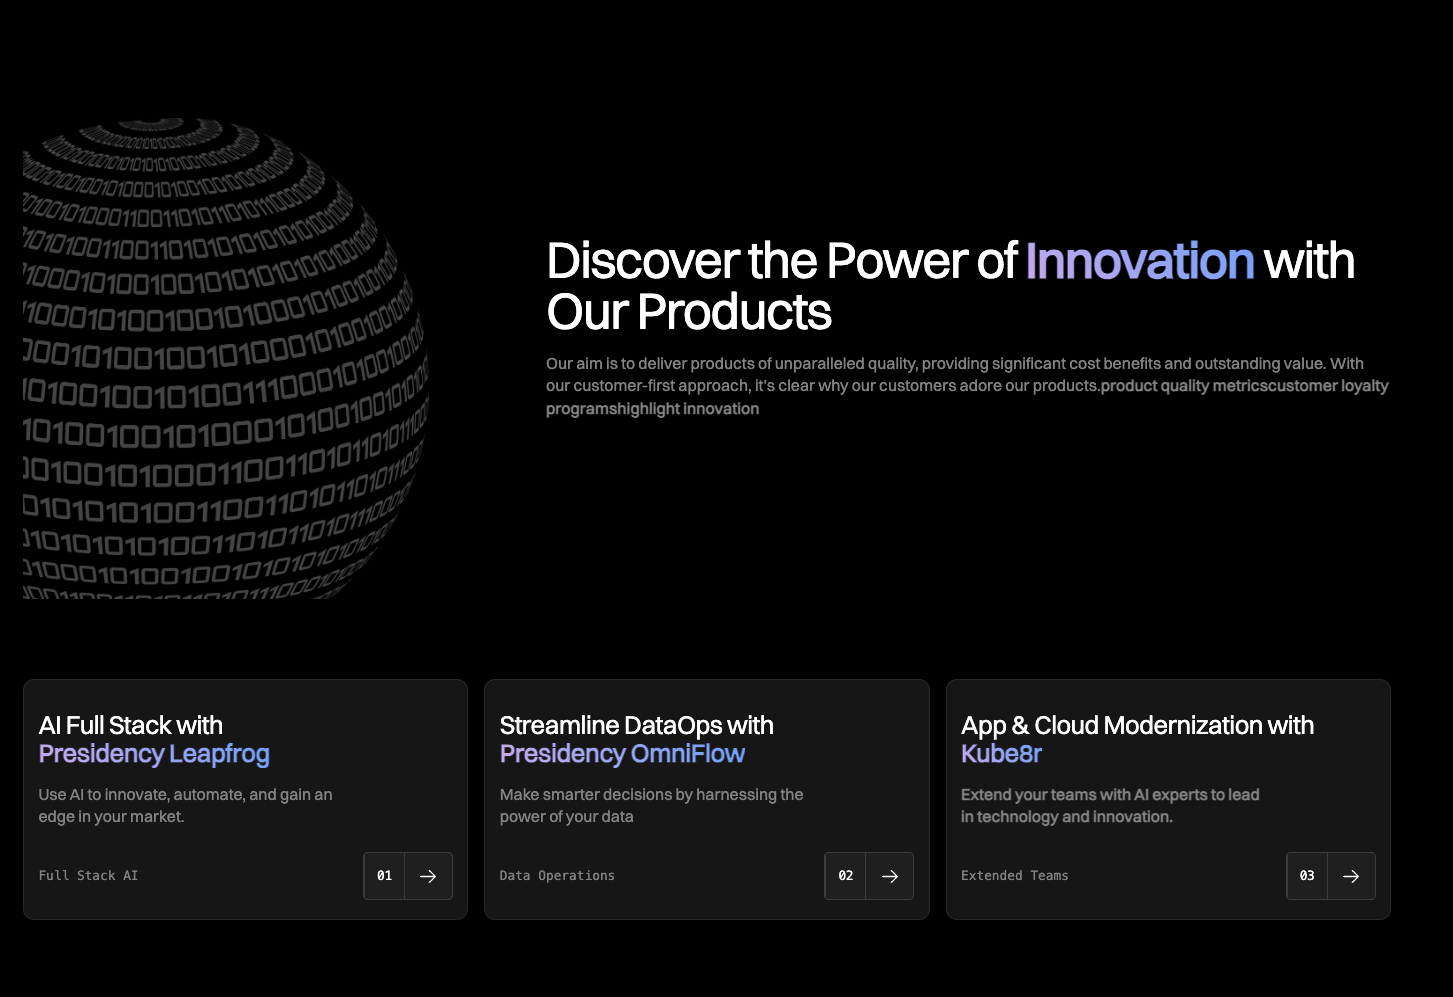 Discover the Power of Innovation with
Our Products
Our aim is to deliver products of unparalleled quality, providing significant cost benefits and outstanding value. With
our customer-first approach, it's clear why our customers adore our products.product quality metricscustomer loyalty
programshighlight innovation
AI Full Stack with
Presidency Leapfrog
Use AI to innovate, automate, and gain an
edge in your market.
Full Stack AI
01
Streamline DataOps with
Presidency OmniFlow
Make smarter decisions by harnessing the
power of your data
Data Operations
02
App & Cloud Modernization with
Kube8r
Extend your teams with AI experts to lead
in technology and innovation.
Extended Teams
03